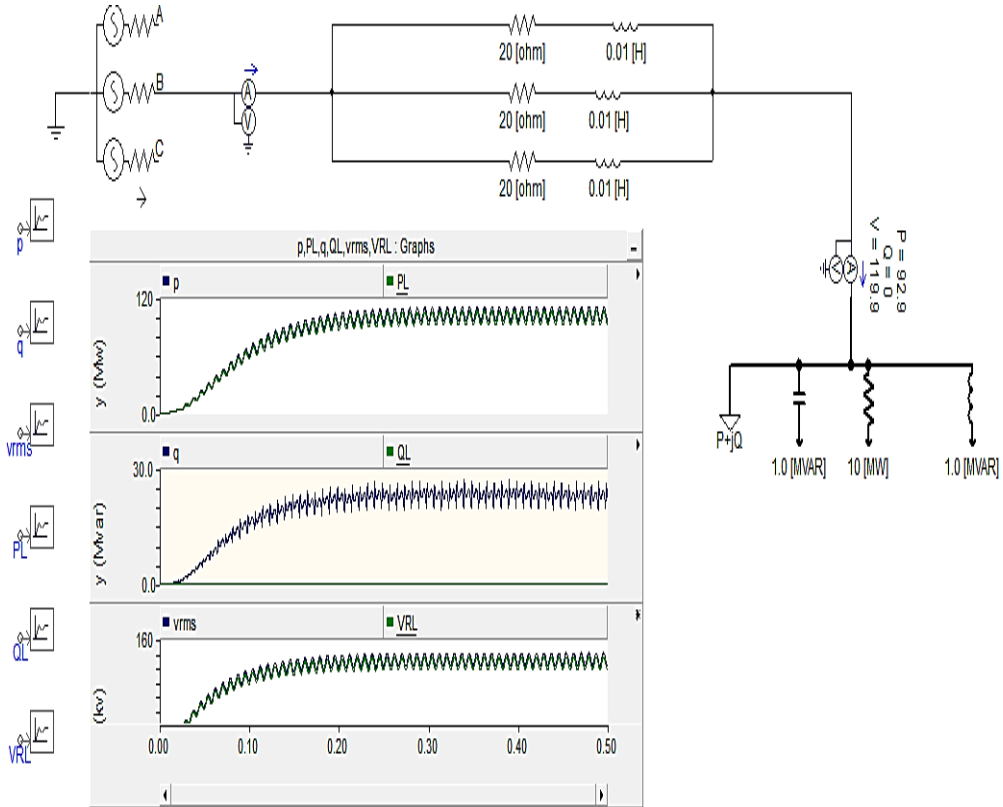 A
B
C
20 [ohm]
0.01 [H]
A
V
20 [ohm]
0.01 [H]
20 [ohm]
0.01 [H]
p
q
vrms
PL
QL
VRL
P = 92.9
Q = 0
V = 119.9
V
A
P+jQ
1.0 [MVAR]
10 [MW]
1.0 [MVAR]
p,PL,q,QL,vrms,VRL : Graphs
p
PL
120
0.0
y (Mw)
q
QL
30.0
0.0
y (Mvar)
vrms
VRL
160
(kv)
0.00
0.10
0.20
0.30
0.40
0.50